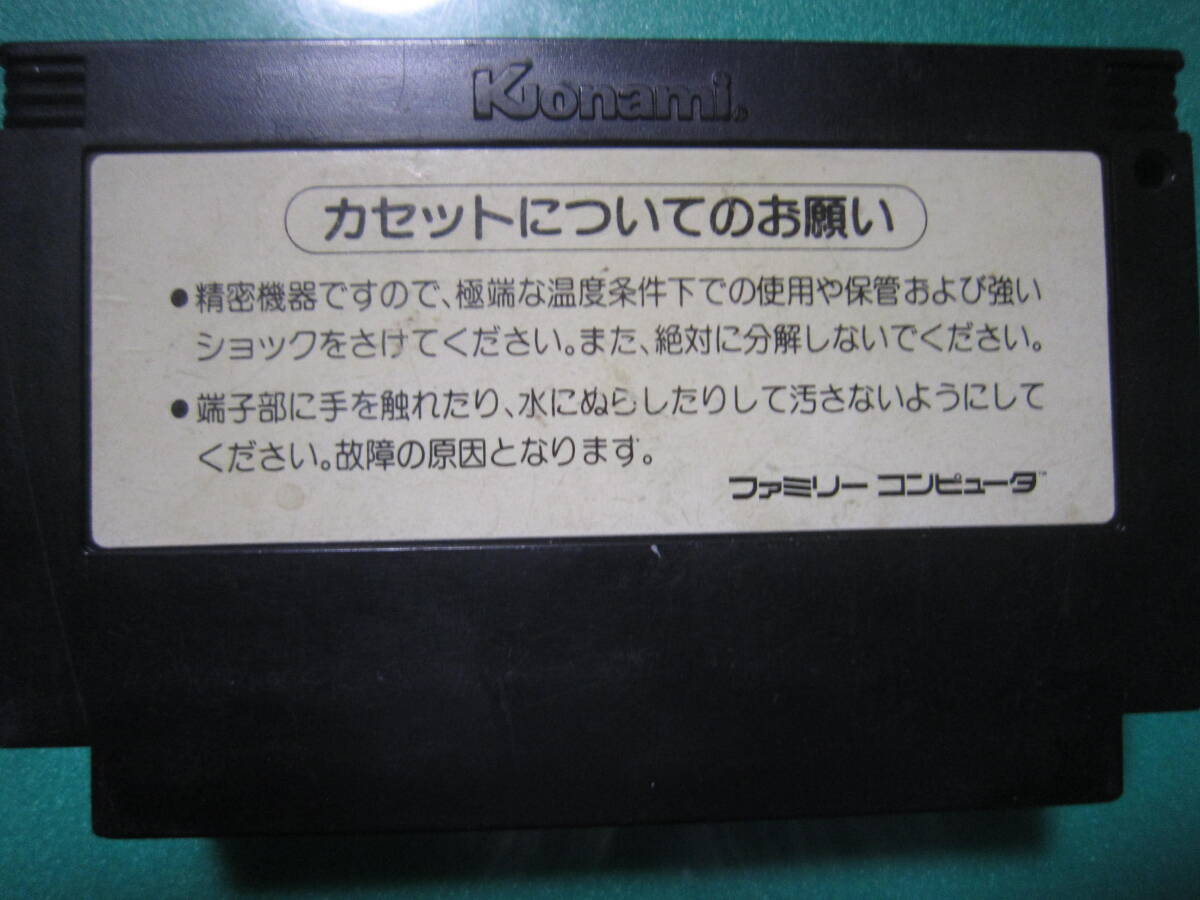 Konami®
カセットについてのお願い
●精密機器ですので、極端な温度条件下での使用や保管および強い
ショックをさけてください。また、絶対に分解しないでください。
●端子部に手を触れたり、水にぬらしたりして汚さないようにして
ください。故障の原因となります。
ファミリー コンピュータ™